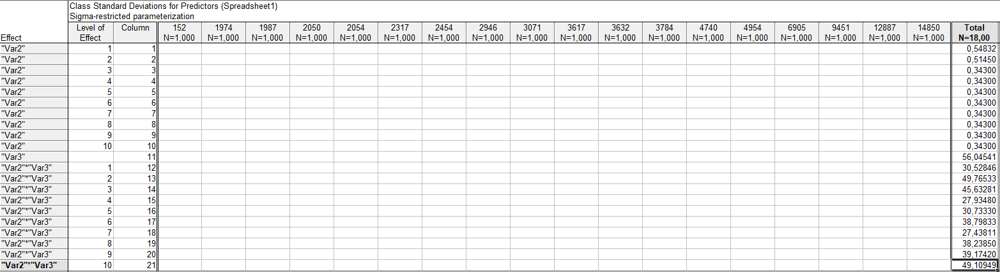 Class Standard Deviations for Predictors (Spreadsheet1)
Sigma-restricted parameterization
Level of Column 152 1974 1987 2050 2054 2317 2454 2946 3071 3617 3632 3784 4740 4954 6905 9451 12887 14850 Total
Effect Effect N=1,000 N=1,000 N=1,000 N=1,000 N=1,000 N=1,000 N=1,000 N=1,000 N=1,000 N=1,000 N=1,000 N=1,000 N=1,000 N=1,000 N=1,000 N=1,000 N=1,000 N=1,000 N=18,00
"Var2" 1 1 0,54832
"Var2" 2 2 0,51450
"Var2" 3 3 0,34300
"Var2" 4 4 0,34300
"Var2" 5 5 0,34300
"Var2" 6 6 0,34300
"Var2" 7 7 0,34300
"Var2" 8 8 0,34300
"Var2" 9 9 0,34300
"Var2" 10 10 0,34300
"Var3" 11 56,04541
"Var2"*"Var3" 1 12 30,52846
"Var2"*"Var3" 2 13 49,76533
"Var2"*"Var3" 3 14 45,63281
"Var2"*"Var3" 4 15 27,93480
"Var2"*"Var3" 5 16 30,73330
"Var2"*"Var3" 6 17 38,79833
"Var2"*"Var3" 7 18 27,43811
"Var2"*"Var3" 8 19 38,23850
"Var2"*"Var3" 9 20 39,17420
"Var2"*"Var3" 10 21 49,10949